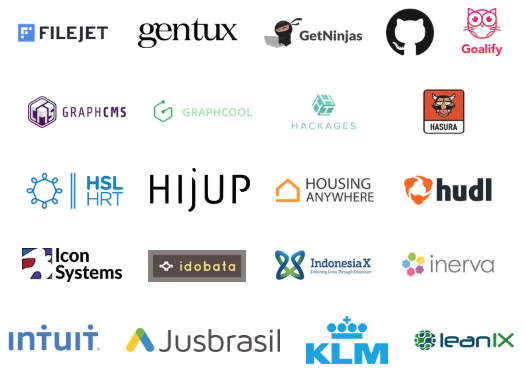 FILEJET
gentux
GetNinjas
Goalify
GRAPHCMS
GRAPHCOOL
HACKAGES
HASURA
HSL
HRT
HIJUP
HOUSING
ANYWHERE
hudl
Icon
Systems
idobata
IndonesiaX
Enriching Lives Through Education
inerva
intuit
Jusbrasil
KLM
leanIX